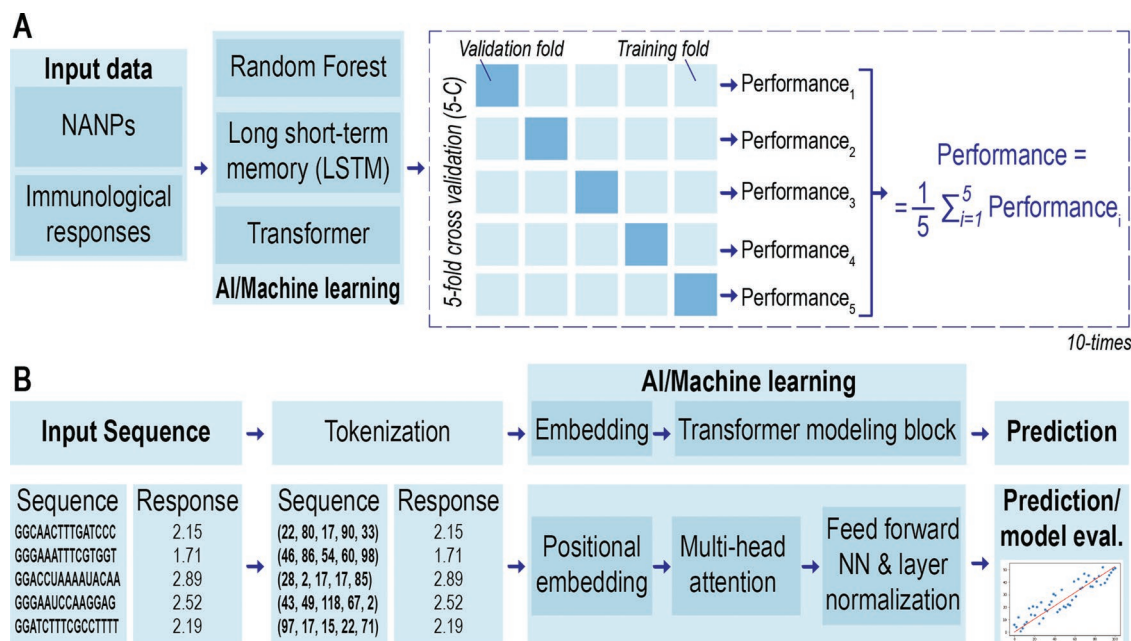 A
Input data
NANPs
Immunological
responses
Random Forest
Long short-term
memory (LSTM)
Transformer
AI/Machine learning
5-fold cross validation (5-C)
Validation fold
Training fold
Performance1
Performance2
Performance3
Performance4
Performance5
Performance =
= 1/5 ∑5i=1 Performancei
10-times
B
AI/Machine learning
Input Sequence
Tokenization
Embedding
Transformer modeling block
Prediction
Sequence Response
GGCAACTTTGATCCC 2.15
GGGAAATTTCGTGGT 1.71
GGACCUAAAAUACAA 2.89
GGGAAUCCAAGGAG 2.52
GGATCTTTCGCCTTTT 2.19
Sequence Response
(22, 80, 17, 90, 33) 2.15
(46, 86, 54, 60, 98) 1.71
(28, 2, 17, 17, 85) 2.89
(43, 49, 118, 67, 2) 2.52
(97, 17, 15, 22, 71) 2.19
Positional
embedding
Multi-head
attention
Feed forward
NN & layer
normalization
Prediction/
model eval.